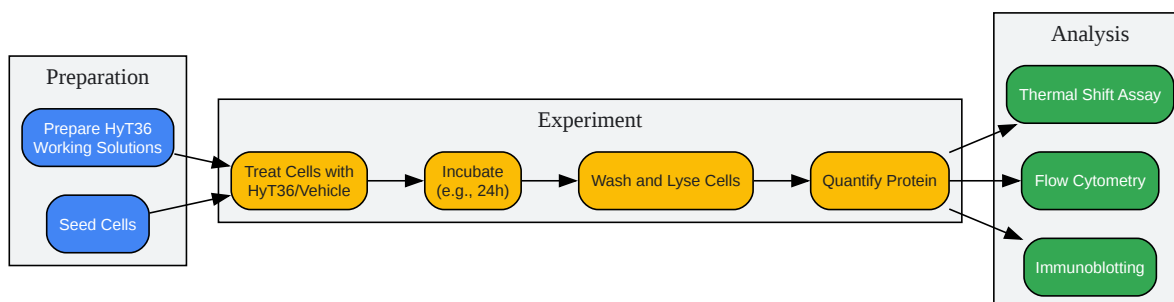 Preparation
Prepare HyT36
Working Solutions
Seed Cells
Experiment
Treat Cells with
HyT36/Vehicle
Incubate
(e.g., 24h)
Wash and Lyse Cells
Quantify Protein
Analysis
Thermal Shift Assay
Flow Cytometry
Immunoblotting